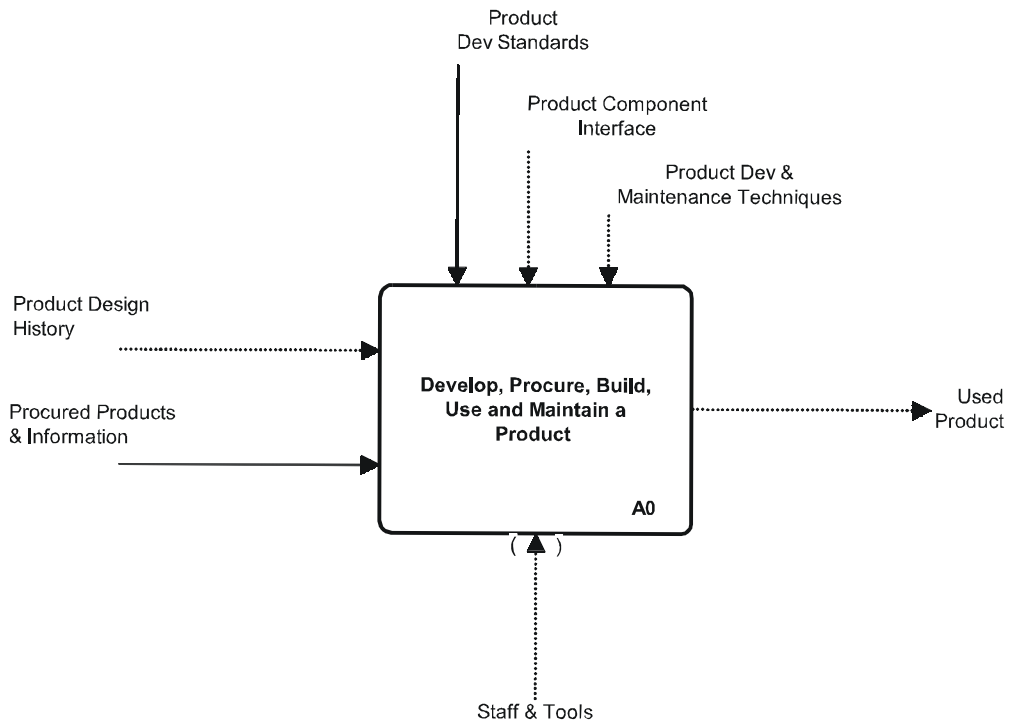 Product
Dev Standards
Product Component
Interface
Product Dev &
Maintenance Techniques
Product Design
History
Procured Products
& Information
Develop, Procure, Build,
Use and Maintain a
Product
A0
Used
Product
( )
Staff & Tools